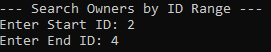 --- Search Owners by ID Range ---
Enter Start ID: 2
Enter End ID: 4